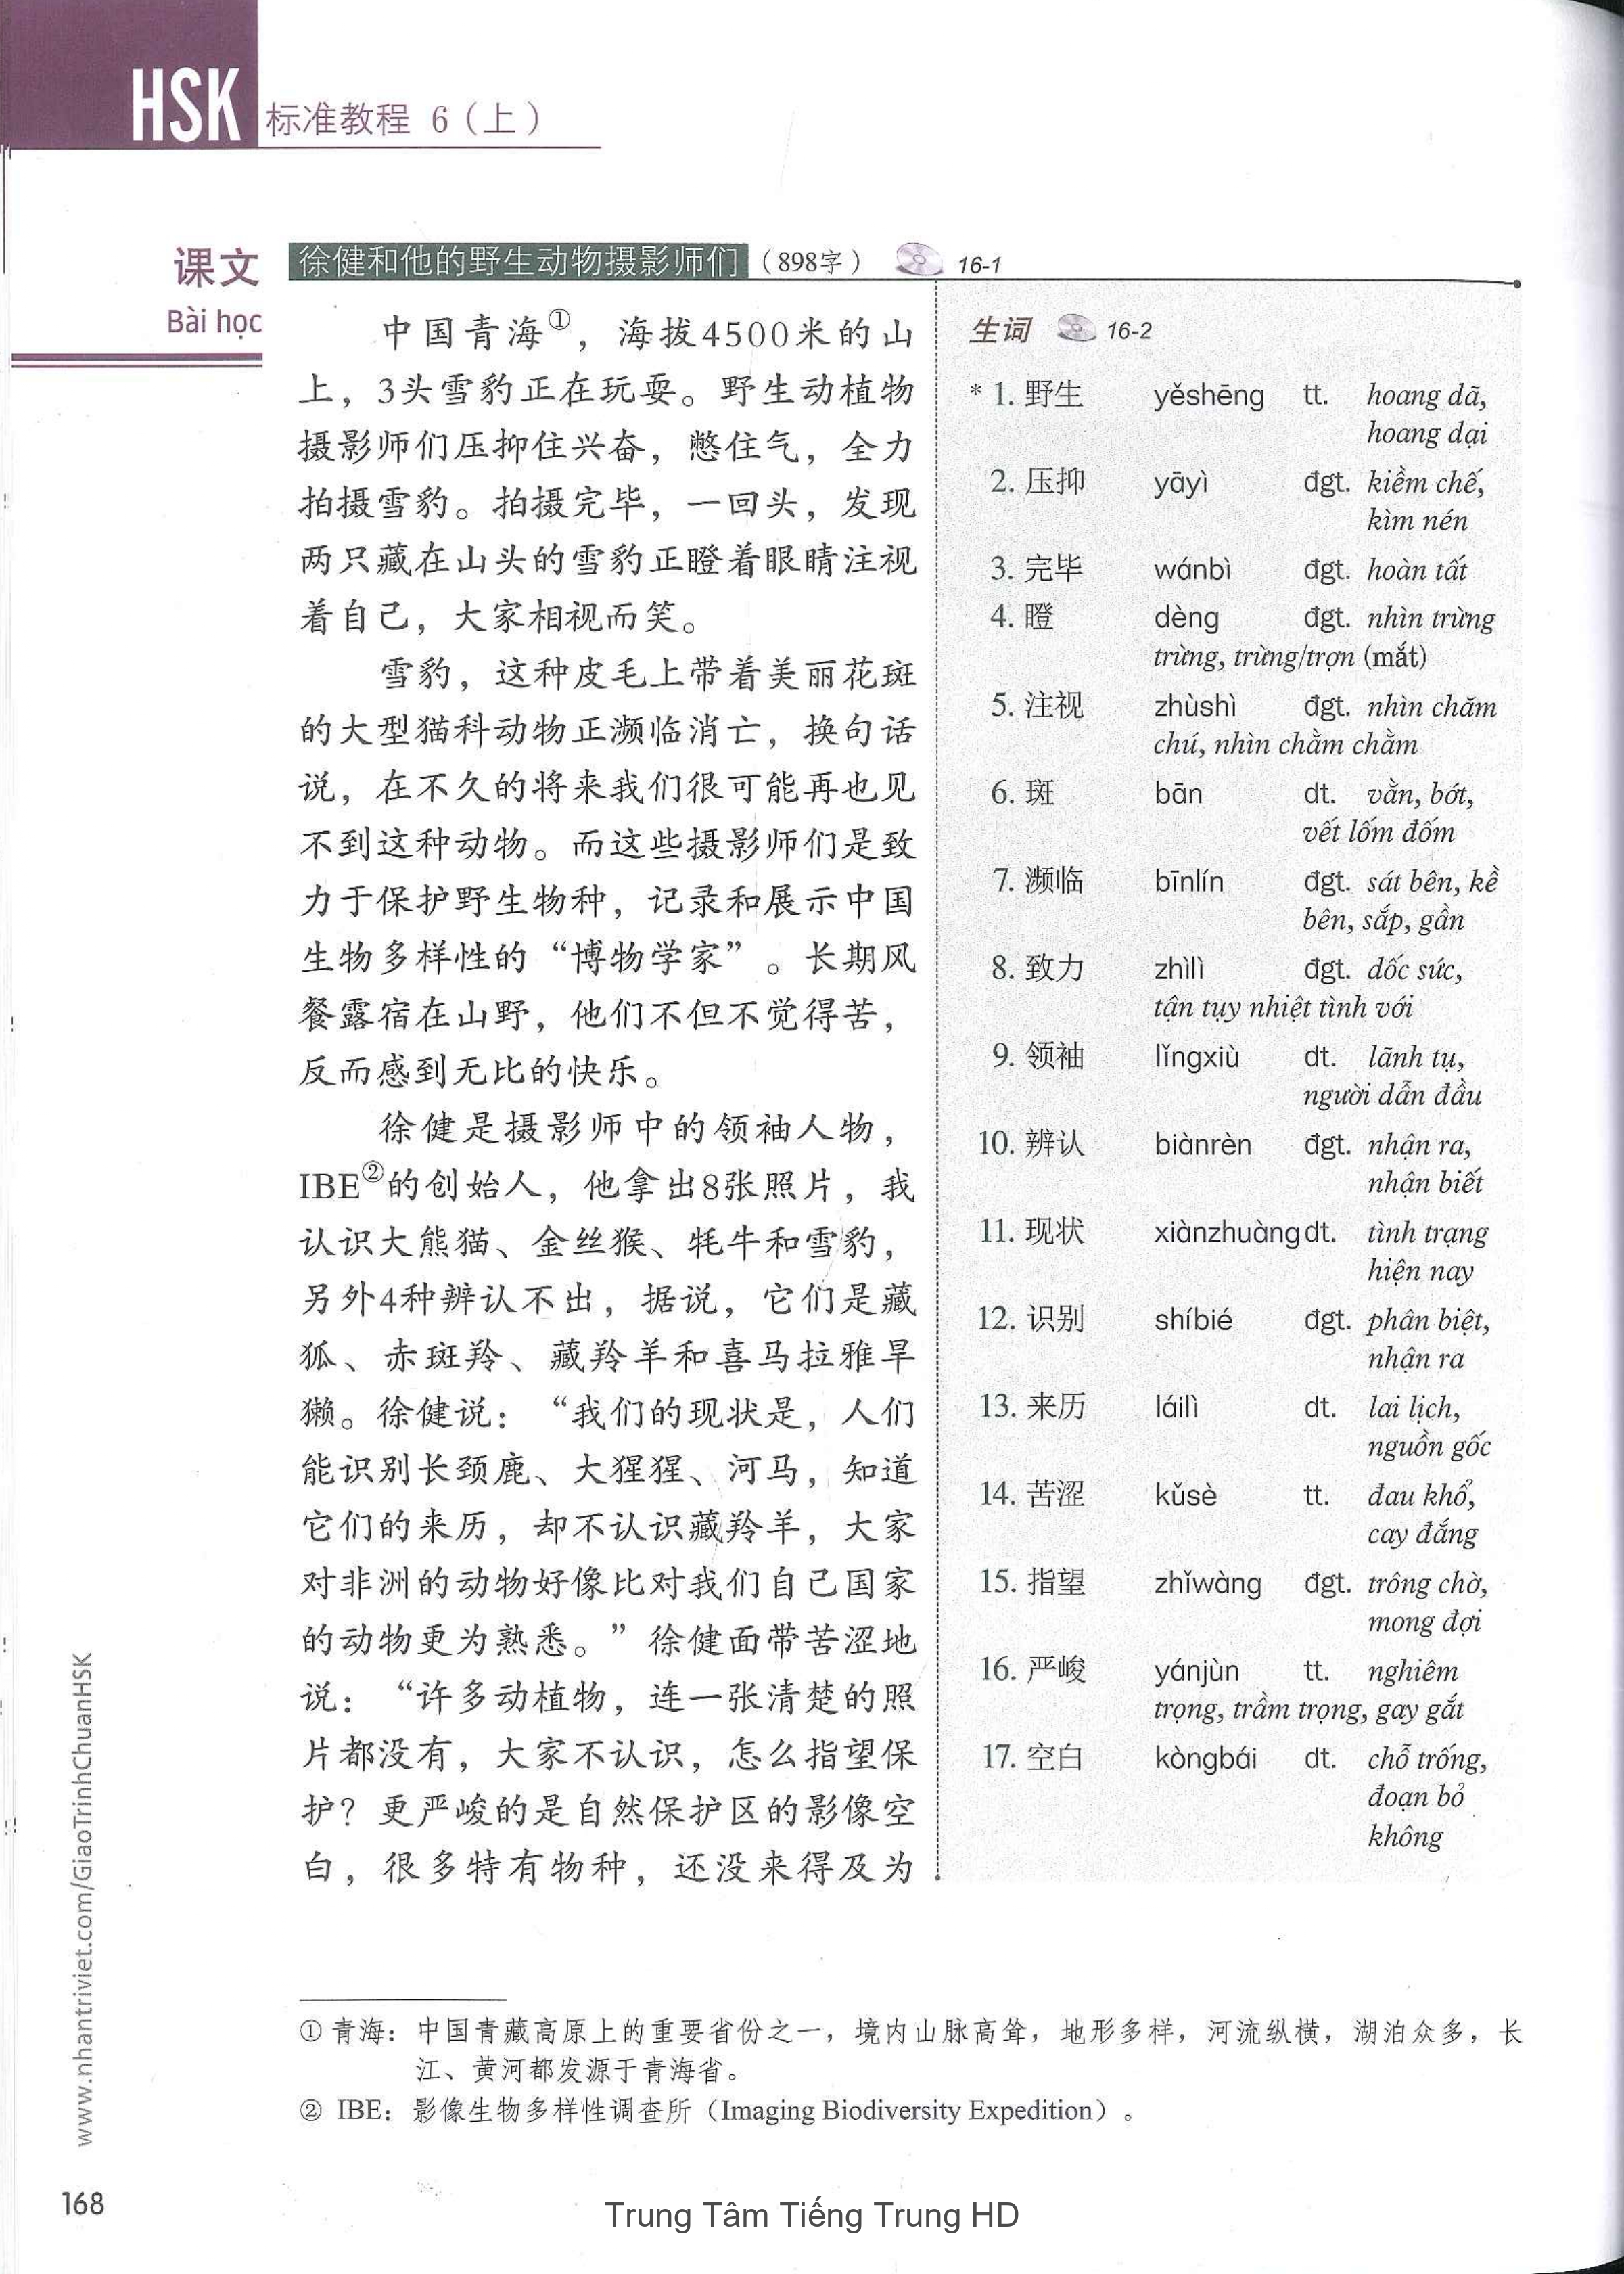 HSK 标准教程 6（上）
课文
Bài học
徐健和他的野生动物摄影师们（898字） 16-1
中国青海①，海拔4500米的山
上，3头雪豹正在玩耍。野生动植物
摄影师们压抑住兴奋，憋住气，全力
拍摄雪豹。拍摄完毕，一回头，发现
两只藏在山头的雪豹正瞪着眼睛注视
着自己，大家相视而笑。
雪豹，这种皮毛上带着美丽花斑
的大型猫科动物正濒临消亡，换句话
说，在不久的将来我们很可能再也见
不到这种动物。而这些摄影师们是致
力于保护野生物种，记录和展示中国
生物多样性的“博物学家”。长期风
餐露宿在山野，他们不但不觉得苦，
反而感到无比的快乐。
徐健是摄影师中的领袖人物，
IBE②的创始人，他拿出8张照片，我
认识大熊猫、金丝猴、牦牛和雪豹，
另外4种辨认不出，据说，它们是藏
狐、赤斑羚、藏羚羊和喜马拉雅旱
獭。徐健说：“我们的现状是，人们
能识别长颈鹿、大猩猩、河马，知道
它们的来历，却不认识藏羚羊，大家
对非洲的动物好像比对我们自己国家
的动物更为熟悉。”徐健面带苦涩地
说：“许多动植物，连一张清楚的照
片都没有，大家不认识，怎么指望保
护？更严峻的是自然保护区的影像空
白，很多特有物种，还没来得及为
生词 16-2
* 1. 野生 yěshēng tt. hoang dã,
hoang dại
2. 压抑 yāyì đgt. kiềm chế,
kìm nén
3. 完毕 wánbì đgt. hoàn tất
4. 瞪 dèng đgt. nhìn trừng
trừng, trừng/trợn (mắt)
5. 注视 zhùshì đgt. nhìn chăm
chú, nhìn chằm chằm
6. 斑 bān dt. vằn, bớt,
vết lốm đốm
7. 濒临 bīnlín đgt. sát bên, kề
bên, sắp, gần
8. 致力 zhìlì đgt. dốc sức,
tận tụy nhiệt tình với
9. 领袖 lǐngxiù dt. lãnh tụ,
người dẫn đầu
10. 辨认 biànrèn đgt. nhận ra,
nhận biết
11. 现状 xiànzhuàng dt. tình trạng
hiện nay
12. 识别 shíbié đgt. phân biệt,
nhận ra
13. 来历 láilì dt. lai lịch,
nguồn gốc
14. 苦涩 kǔsè tt. đau khổ,
cay đắng
15. 指望 zhǐwàng đgt. trông chờ,
mong đợi
16. 严峻 yánjùn tt. nghiêm
trọng, trầm trọng, gay gắt
17. 空白 kòngbái dt. chỗ trống,
đoạn bỏ
không
① 青海：中国青藏高原上的重要省份之一，境内山脉高耸，地形多样，河流纵横，湖泊众多，长
江、黄河都发源于青海省。
② IBE：影像生物多样性调查所（Imaging Biodiversity Expedition）。
www.nhantriviet.com/GiaoTrinhChuanHSK
168
Trung Tâm Tiếng Trung HD